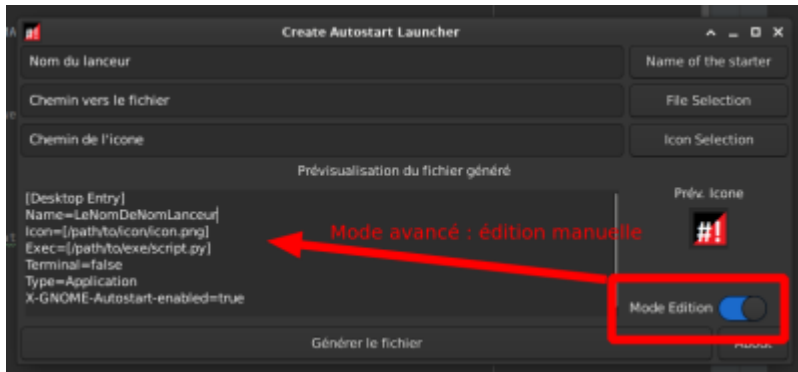 #! Create Autostart Launcher
Nom du lanceur Name of the starter
Chemin vers le fichier File Selection
Chemin de l'icone Icon Selection
Prévisualisation du fichier généré
[Desktop Entry] Prév. Icone
Name=LeNomDeNomLanceur
Icon=[/path/to/icon/icon.png] Mode avancé : édition manuelle #!
Exec=[/path/to/exe/script.py]
Terminal=false
Type=Application
X-GNOME-Autostart-enabled=true Mode Edition
Générer le fichier About